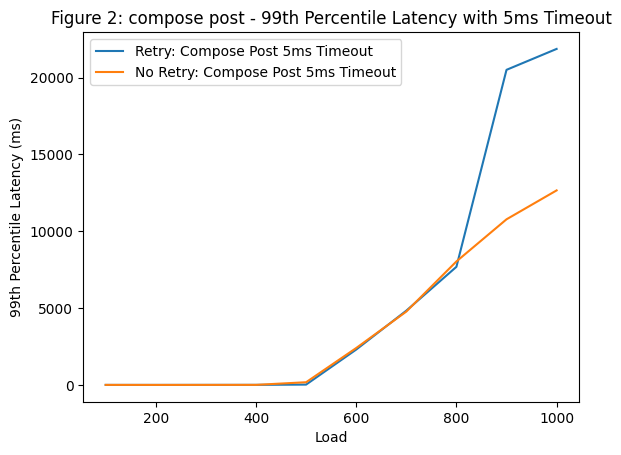 Figure 2: compose post - 99th Percentile Latency with 5ms Timeout
Retry: Compose Post 5ms Timeout
No Retry: Compose Post 5ms Timeout
99th Percentile Latency (ms)
20000
15000
10000
5000
0
200 400 600 800 1000
Load